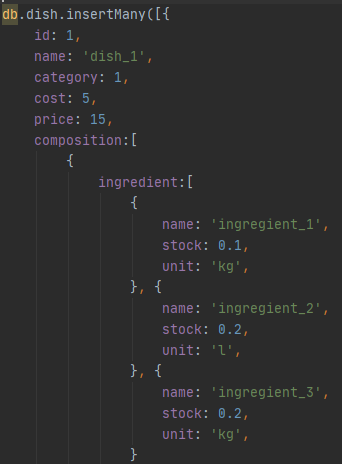 db.dish.insertMany([{
id: 1,
name: 'dish_1',
category: 1,
cost: 5,
price: 15,
composition:[
{
ingredient:[
{
name: 'ingregient_1',
stock: 0.1,
unit: 'kg',
}, {
name: 'ingregient_2',
stock: 0.2,
unit: 'l',
}, {
name: 'ingregient_3',
stock: 0.2,
unit: 'kg',
}